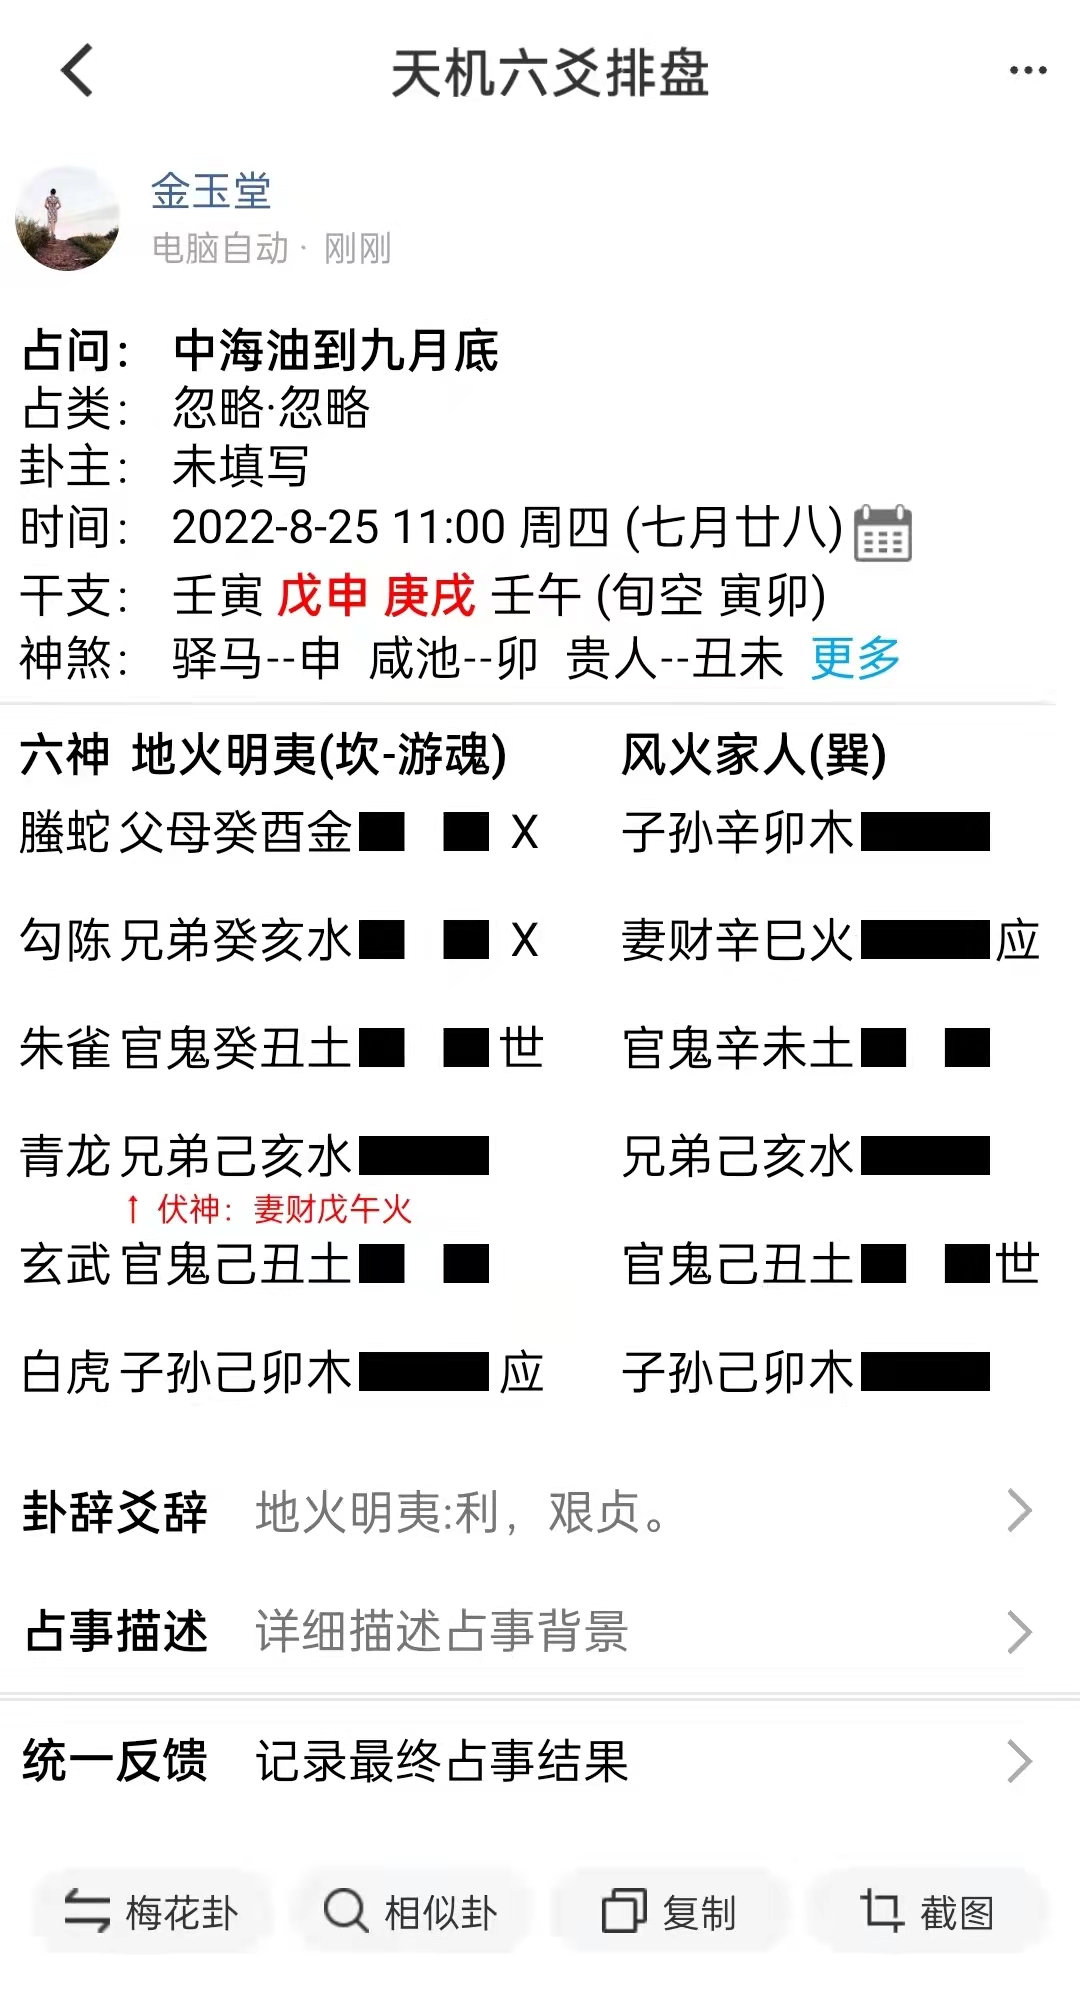 天机六爻排盘
金玉堂
电脑自动· 刚刚
占问： 中海油到九月底
占类： 忽略·忽略
卦主： 未填写
时间： 2022-8-25 11:00 周四 (七月廿八)
干支： 壬寅 戊申 庚戌 壬午 (旬空 寅卯)
神煞： 驿马--申 咸池--卯 贵人--丑未 更多
六神 地火明夷(坎-游魂) 风火家人(巽)
螣蛇 父母癸酉金 X 子孙辛卯木
勾陈 兄弟癸亥水 X 妻财辛巳火 应
朱雀 官鬼癸丑土 世 官鬼辛未土
青龙 兄弟己亥水 兄弟己亥水
↑ 伏神：妻财戊午火
玄武 官鬼己丑土 官鬼己丑土 世
白虎 子孙己卯木 应 子孙己卯木
卦辞爻辞 地火明夷:利，艰贞。
占事描述 详细描述占事背景
统一反馈 记录最终占事结果
梅花卦 相似卦 复制 截图